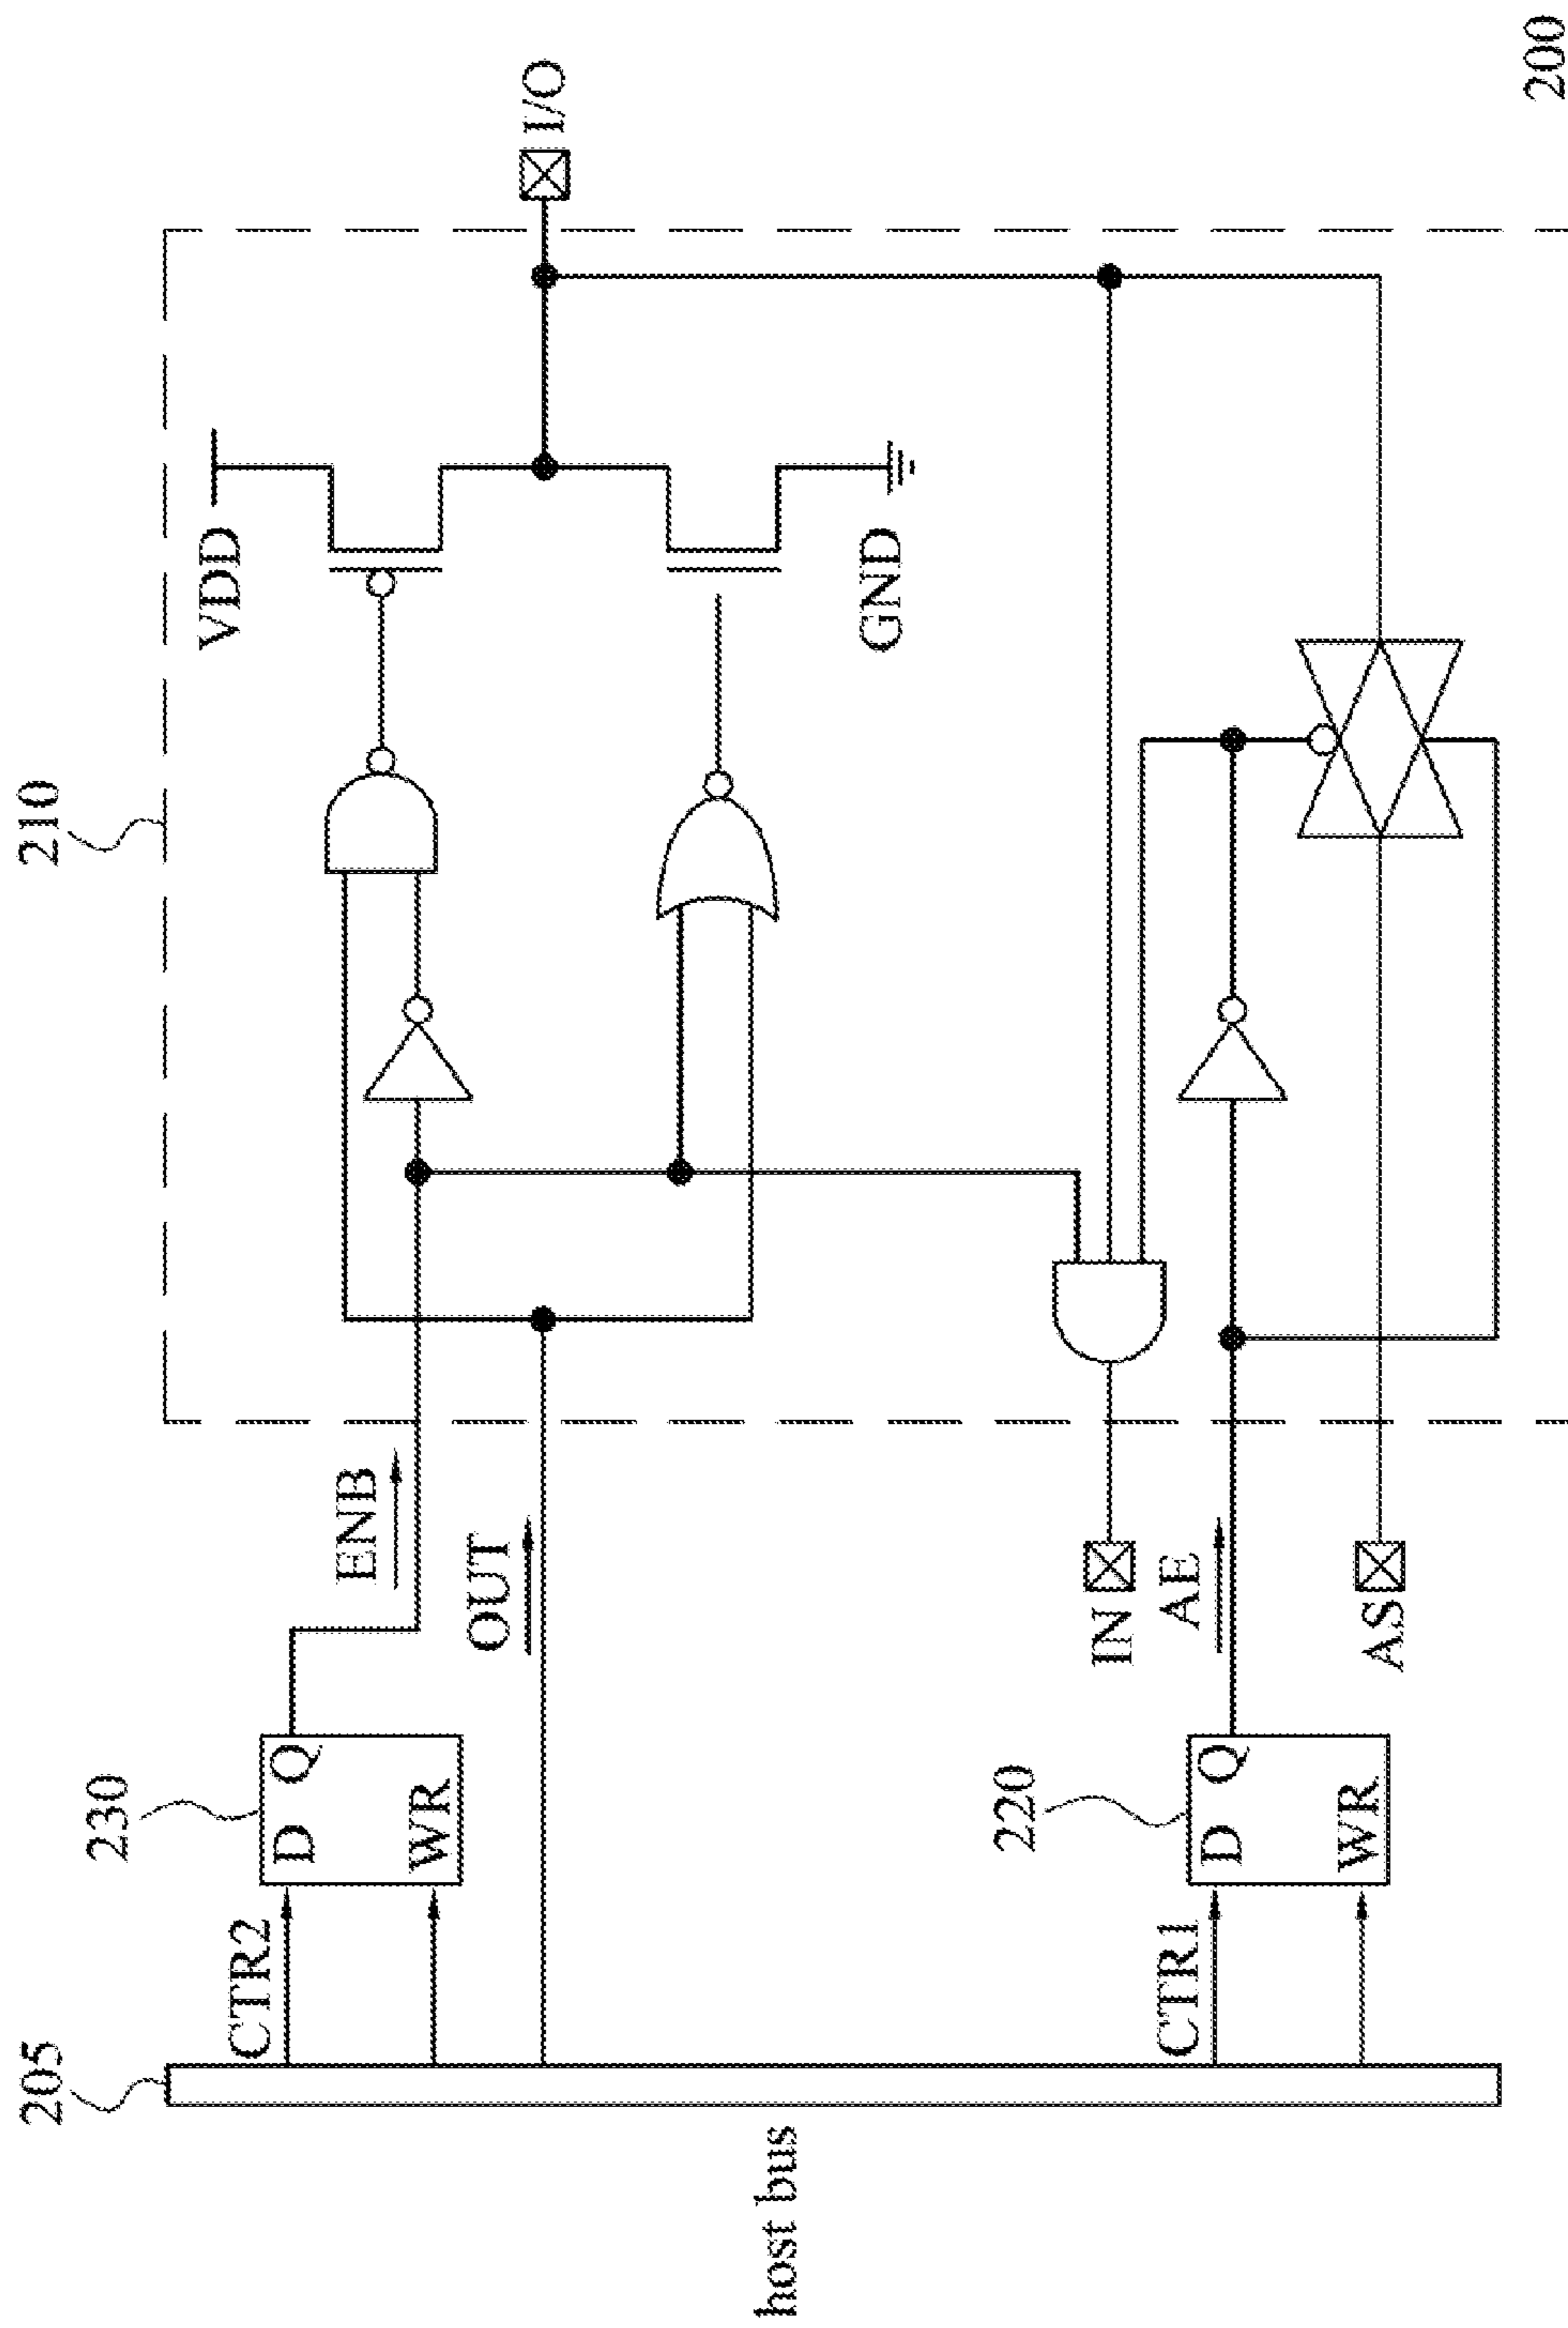 200
210
I/O
VDD
GND
ENB
OUT
IN
AE
AS
230
D Q
WR
220
D Q
WR
CTR2
CTR1
205
host bus